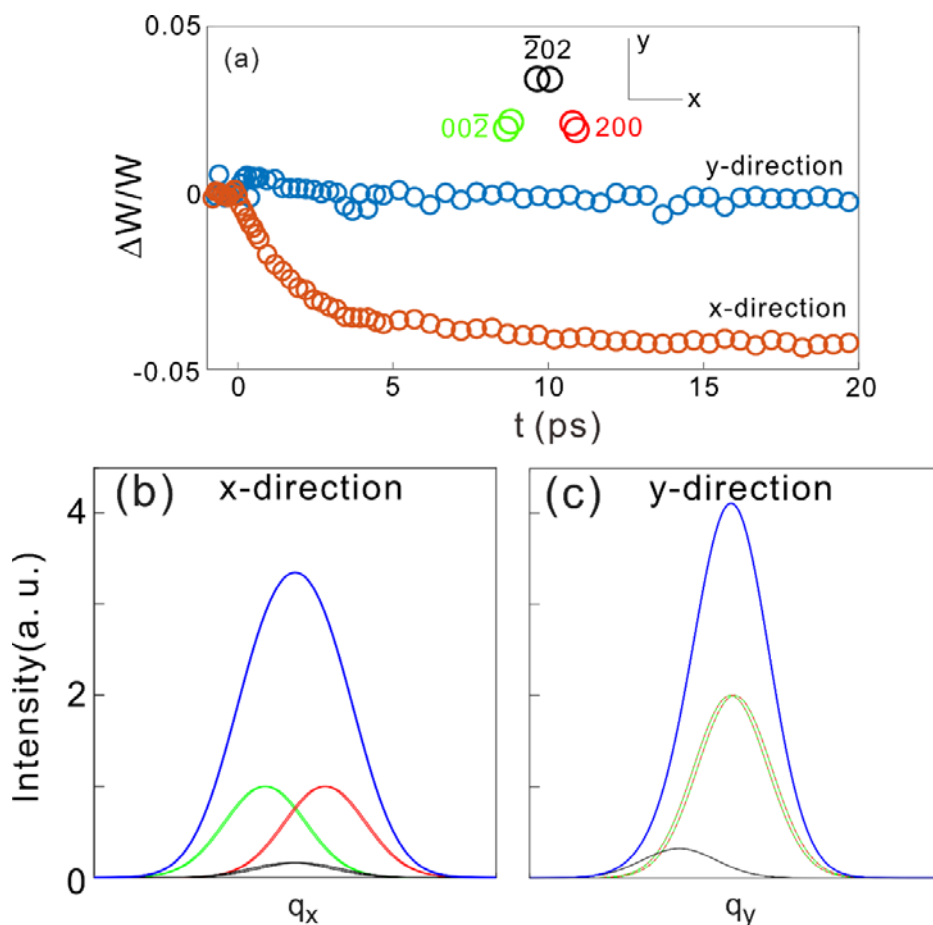 0.05
(a)
2̅02
y
x
002̅
200
y-direction
0
ΔW/W
x-direction
-0.05
0
5
10
15
20
t (ps)
(b)
x-direction
(c)
y-direction
4
2
0
Intensity(a. u.)
qₓ
q_y